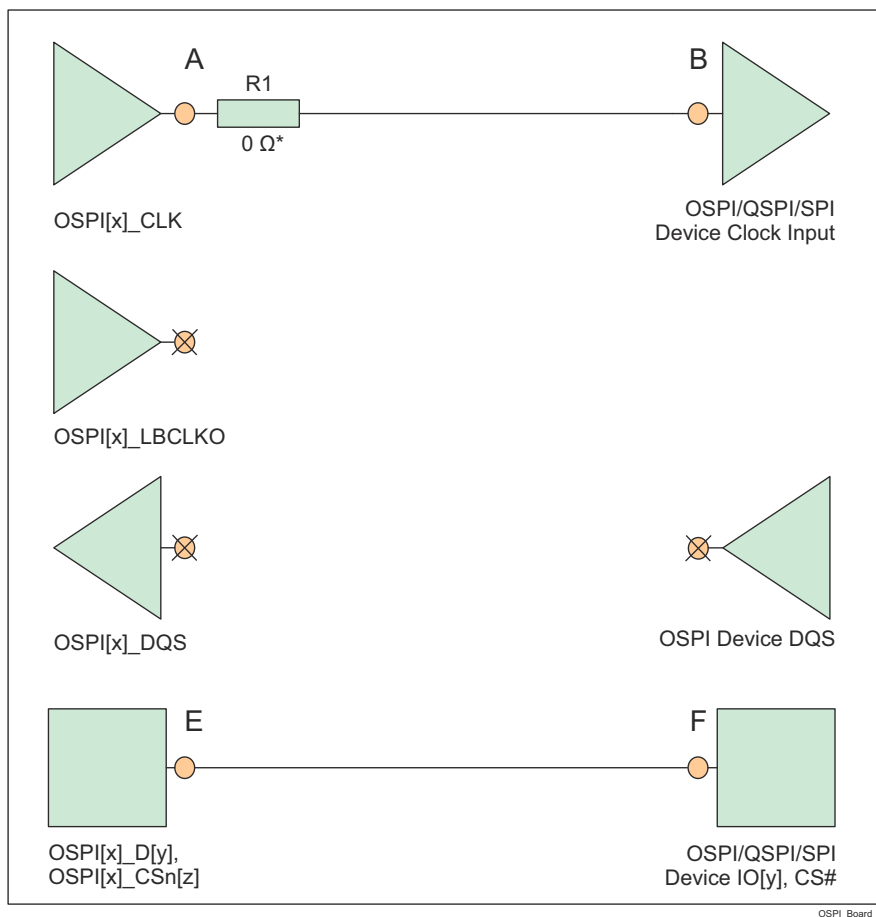 A
B
R1
0 Ω*
OSPI[x]_CLK
OSPI/QSPI/SPI
Device Clock Input
OSPI[x]_LBCLKO
OSPI[x]_DQS
OSPI Device DQS
E
F
OSPI[x]_D[y],
OSPI[x]_CSn[z]
OSPI/QSPI/SPI
Device IO[y], CS#
OSPI_Board